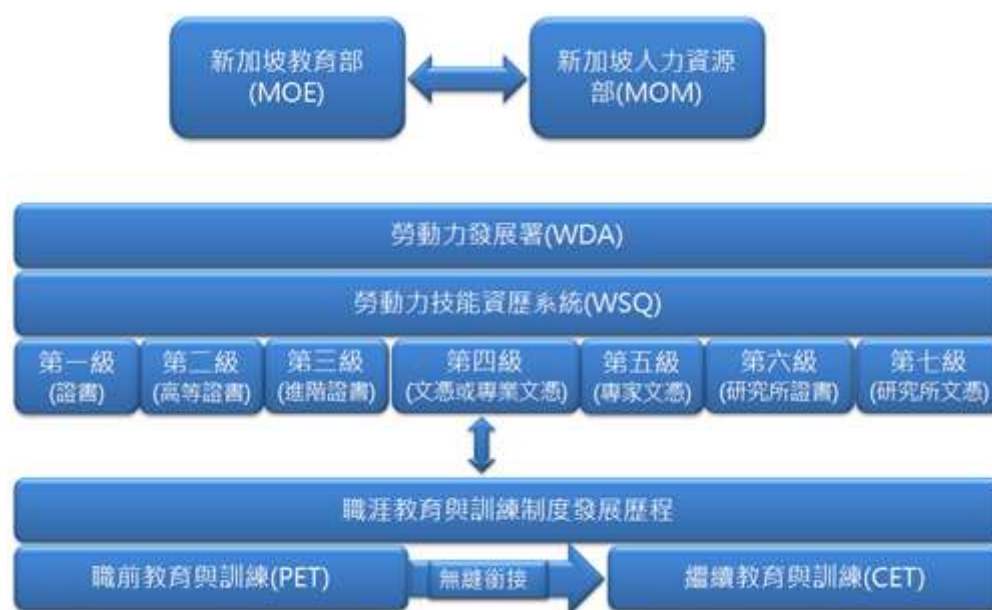 新加坡教育部
(MOE)
新加坡人力資源
部(MOM)
勞動力發展署(WDA)
勞動力技能資歷系統(WSQ)
第一級
(證書)
第二級
(高等證書)
第三級
(進階證書)
第四級
(文憑或專業文憑)
第五級
(專家文憑)
第六級
(研究所證書)
第七級
(研究所文憑)
職涯教育與訓練制度發展歷程
職前教育與訓練(PET)
無縫銜接
繼續教育與訓練(CET)